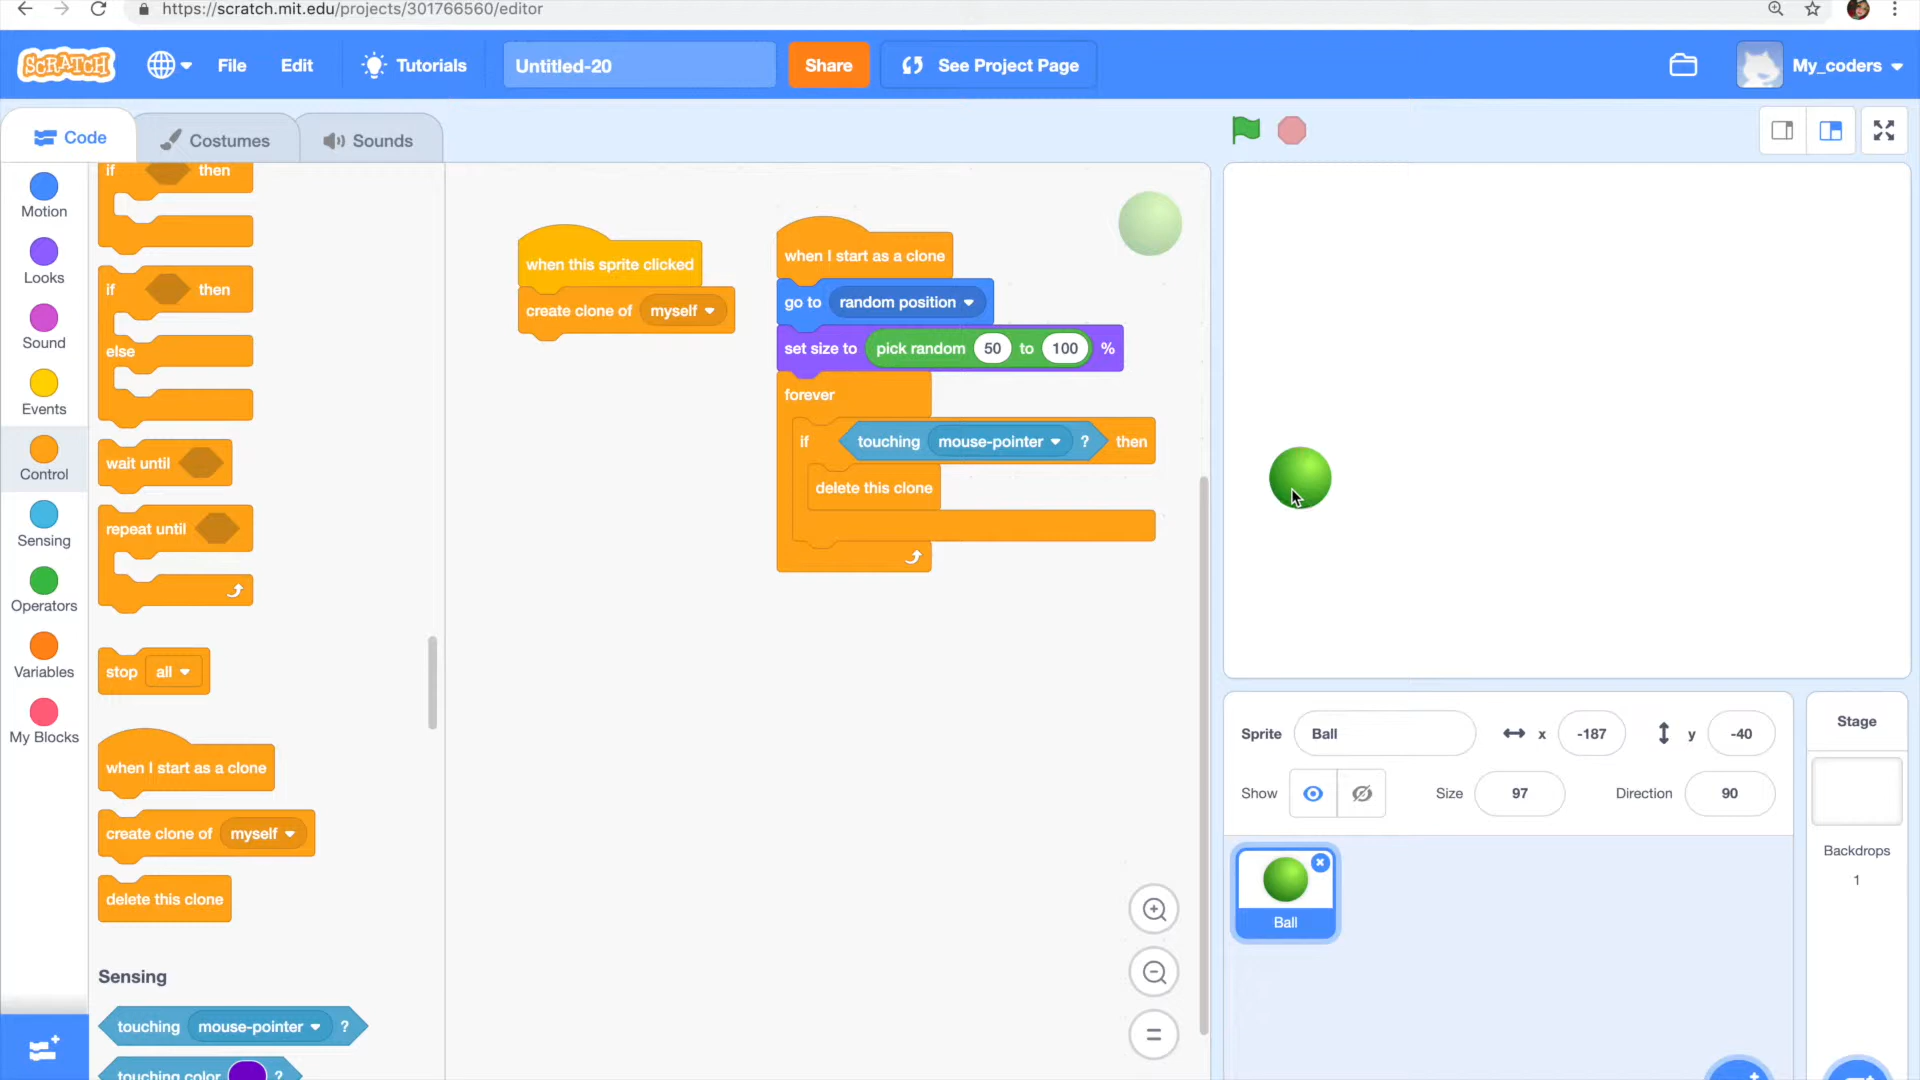 https://scratch.mit.edu/projects/301766560/editor
SCRATCH File Edit Tutorials Untitled-20 Share See Project Page My_coders
Code Costumes Sounds
Motion
Looks
Sound
Events
Control
Sensing
Operators
Variables
My Blocks
if then
if then
else
wait until
repeat until
stop all
when I start as a clone
create clone of myself
delete this clone
Sensing
touching mouse-pointer ?
touching color ?
when this sprite clicked
create clone of myself
when I start as a clone
go to random position
set size to pick random 50 to 100 %
forever
if touching mouse-pointer ? then
delete this clone
Sprite Ball x -187 y -40
Show Size 97 Direction 90
Ball
Stage
Backdrops
1